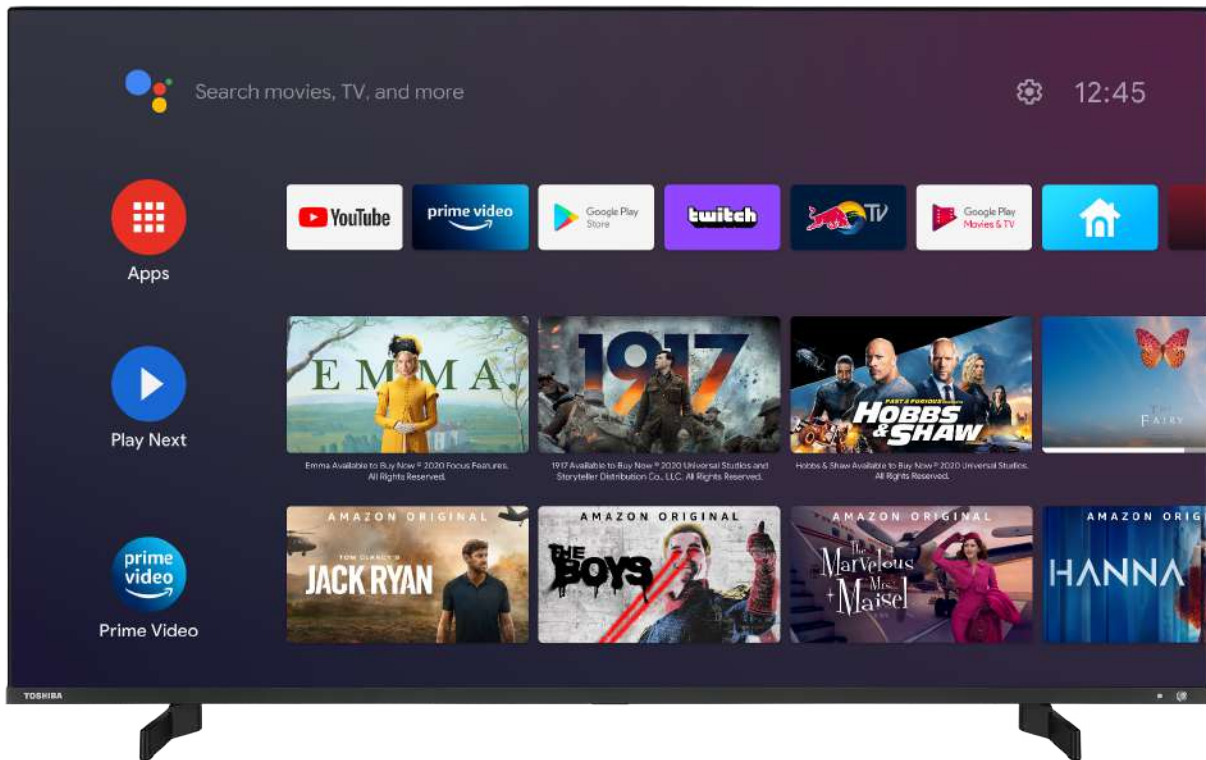 Search movies, TV, and more
12:45
Apps
YouTube
prime video
Google Play
Store
twitch
TV
Google Play
Movies & TV
Play Next
EMMA.
1917
FAST & FURIOUS PRESENTS
HOBBS
& SHAW
THE
FAIRY
Emma Available to Buy Now © 2020 Focus Features.
All Rights Reserved.
1917 Available to Buy Now © 2020 Universal Studios and
Storyteller Distribution Co., LLC. All Rights Reserved.
Hobbs & Shaw Available to Buy Now © 2020 Universal Studios.
All Rights Reserved.
prime
video
Prime Video
AMAZON ORIGINAL
TOM CLANCY'S
JACK RYAN
AMAZON ORIGINAL
THE
BOYS
AMAZON ORIGINAL
The
Marvelous
Mrs.
Maisel
AMAZON ORIG
HANNA
TOSHIBA